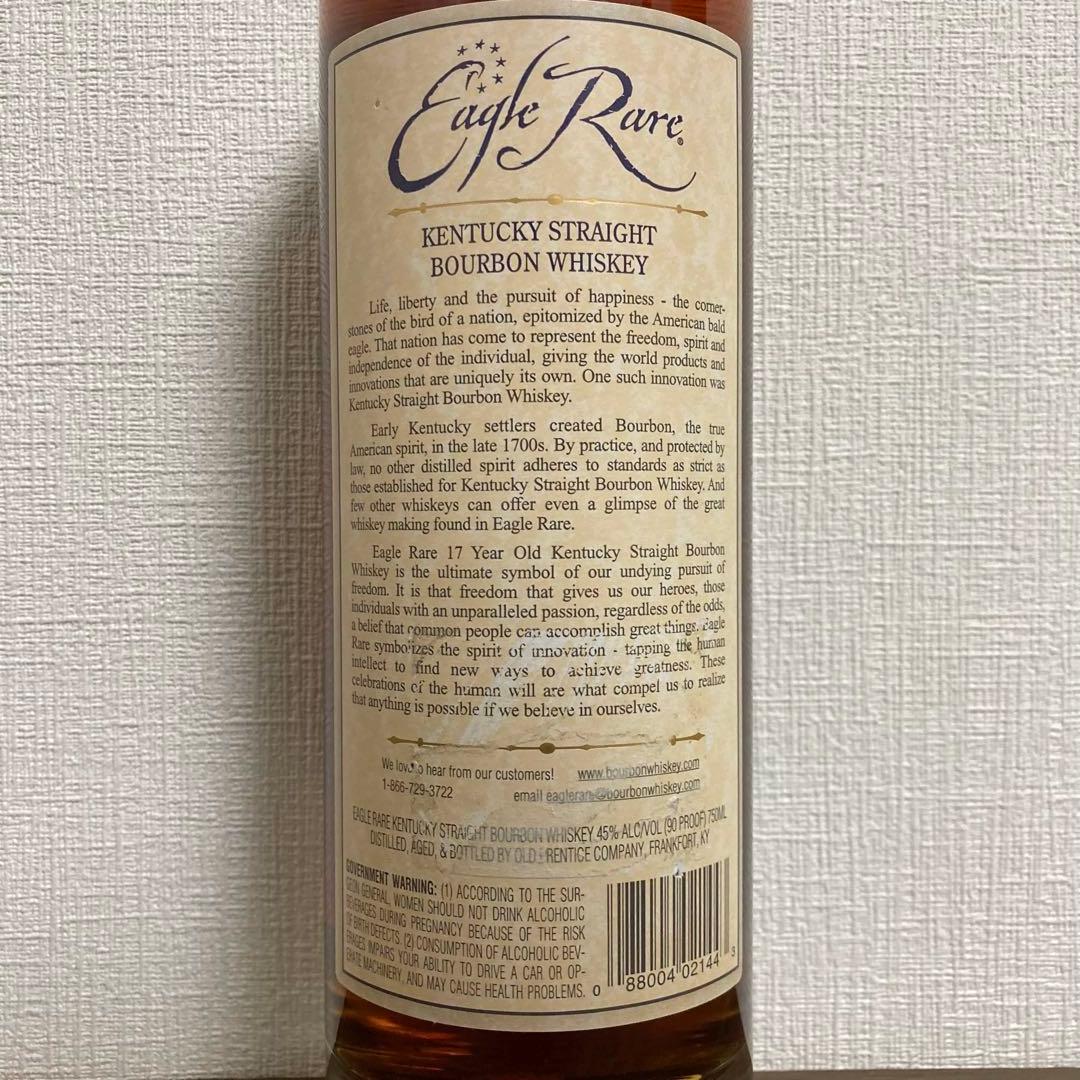 Eagle Rare®
KENTUCKY STRAIGHT
BOURBON WHISKEY
Life, liberty and the pursuit of happiness - the corner-
stones of the bird of a nation, epitomized by the American bald
eagle. That nation has come to represent the freedom, spirit and
independence of the individual, giving the world products and
innovations that are uniquely its own. One such innovation was
Kentucky Straight Bourbon Whiskey.
Early Kentucky settlers created Bourbon, the true
American spirit, in the late 1700s. By practice, and protected by
law, no other distilled spirit adheres to standards as strict as
those established for Kentucky Straight Bourbon Whiskey. And
few other whiskeys can offer even a glimpse of the great
whiskey making found in Eagle Rare.
Eagle Rare 17 Year Old Kentucky Straight Bourbon
Whiskey is the ultimate symbol of our undying pursuit of
freedom. It is that freedom that gives us our heroes, those
individuals with an unparalleled passion, regardless of the odds,
a belief that common people can accomplish great things. Eagle
Rare symbolizes the spirit of innovation - tapping the human
intellect to find new ways to achieve greatness. These
celebrations of the human will are what compel us to realize
that anything is possible if we believe in ourselves.
We love to hear from our customers! www.bourbonwhiskey.com
1-866-729-3722 email eaglerare@bourbonwhiskey.com
EAGLE RARE KENTUCKY STRAIGHT BOURBON WHISKEY, 45% ALC/VOL (90 PROOF) 750ML
DISTILLED, AGED, & BOTTLED BY OLD PRENTICE COMPANY, FRANKFORT, KY
GOVERNMENT WARNING: (1) ACCORDING TO THE SUR-
GEON GENERAL, WOMEN SHOULD NOT DRINK ALCOHOLIC
BEVERAGES DURING PREGNANCY BECAUSE OF THE RISK
OF BIRTH DEFECTS. (2) CONSUMPTION OF ALCOHOLIC BEV-
ERAGES IMPAIRS YOUR ABILITY TO DRIVE A CAR OR OP-
ERATE MACHINERY, AND MAY CAUSE HEALTH PROBLEMS.
0 88004 02144 3